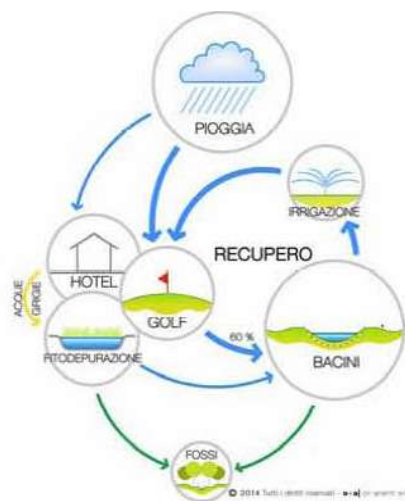 PIOGGIA
IRRIGAZIONE
RECUPERO
HOTEL
ACQUE
GRIGIE
GOLF
60 %
BACINI
FITODEPURAZIONE
FOSSI
© 2014 Tutti i diritti riservati -